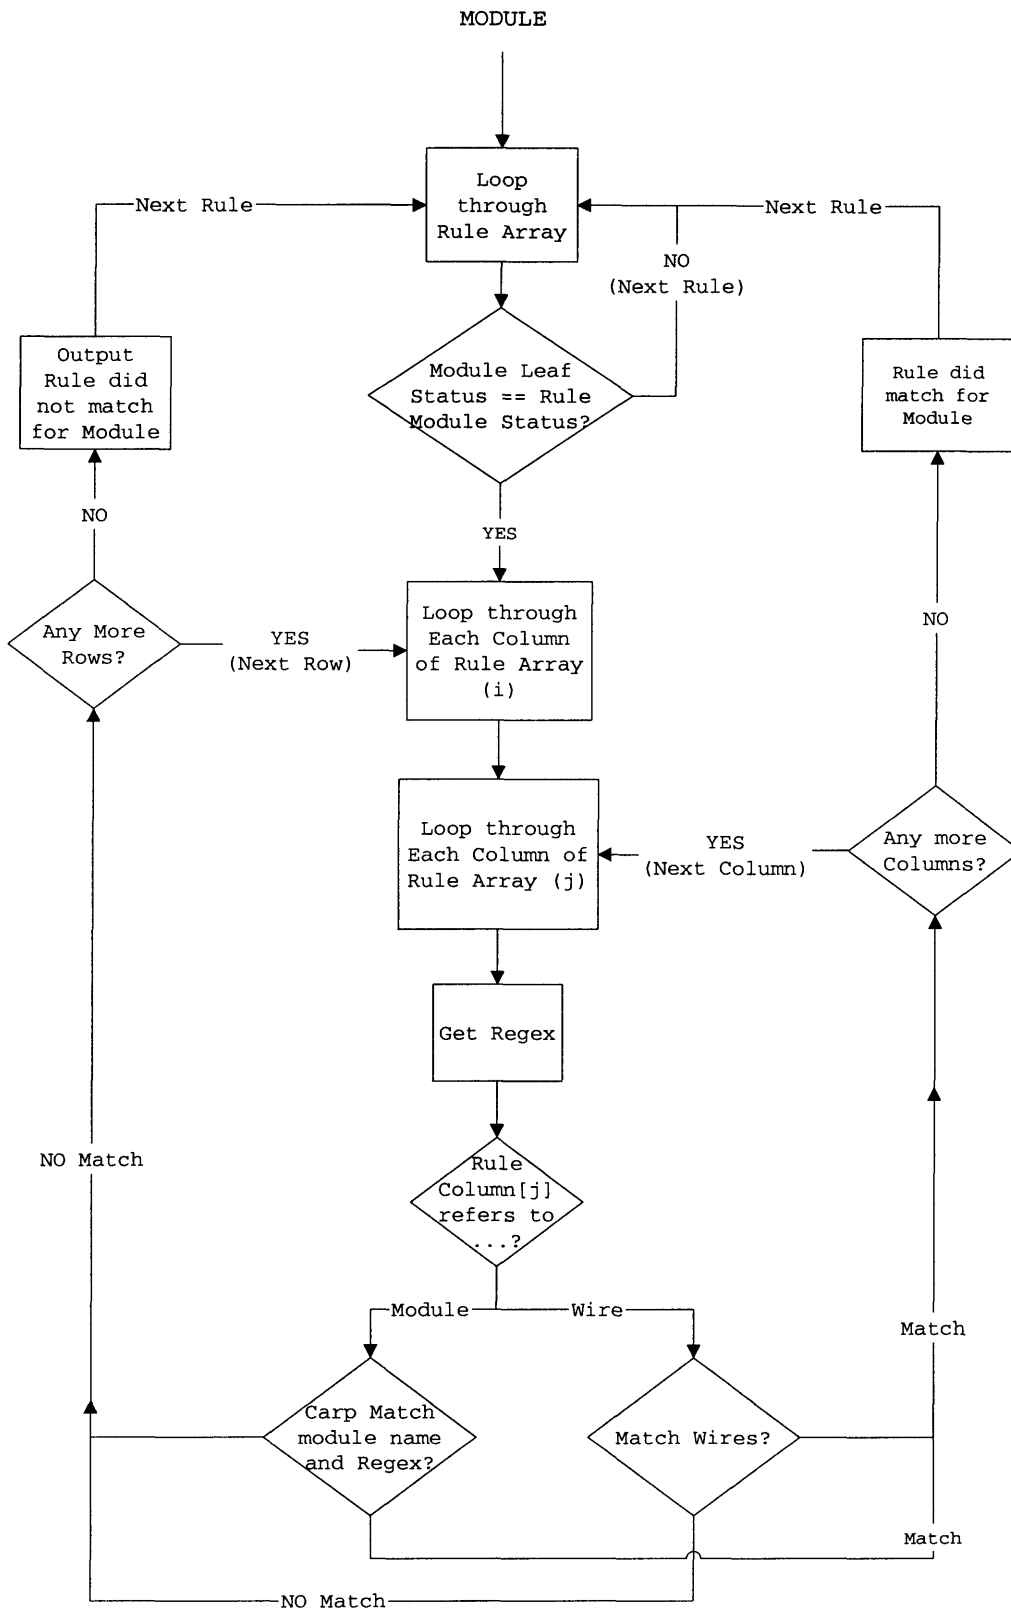 MODULE
Loop
through
Rule Array
Next Rule
Next Rule
NO
(Next Rule)
Output
Rule did
not match
for Module
Module Leaf
Status == Rule
Module Status?
Rule did
match for
Module
NO
YES
NO
Any More
Rows?
YES
(Next Row)
Loop through
Each Column
of Rule Array
(i)
Loop through
Each Column of
Rule Array (j)
YES
(Next Column)
Any more
Columns?
Get Regex
NO Match
Rule
Column[j]
refers to
...?
Module
Wire
Match
Carp Match
module name
and Regex?
Match Wires?
Match
NO Match